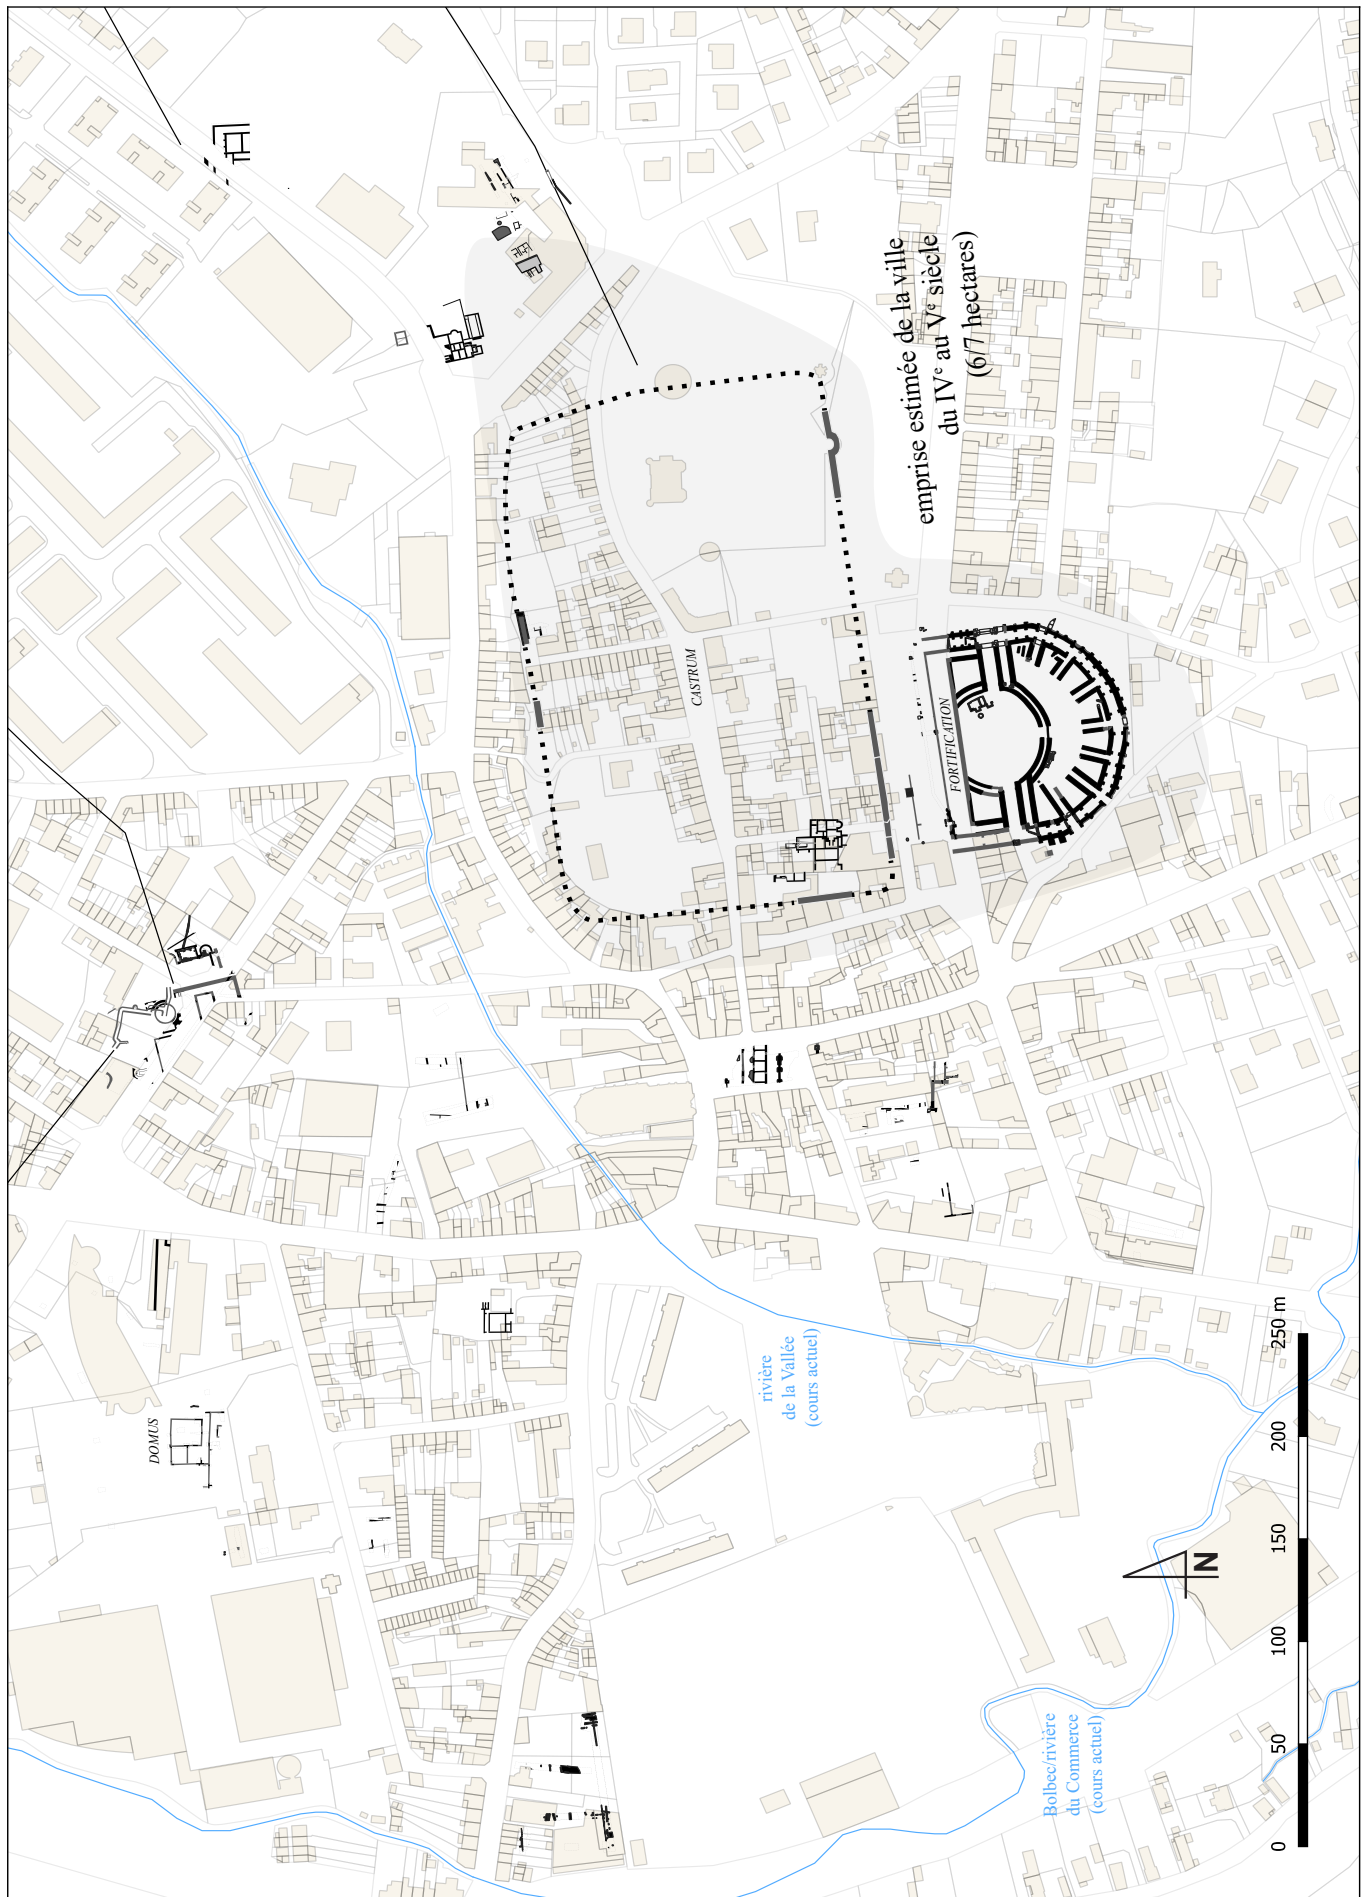 emprise estimée de la ville
du IVe au Ve siècle
(6/7 hectares)
CASTRUM
FORTIFICATION
DOMUS
rivière
de la Vallée
(cours actuel)
Bolbec/rivière
du Commerce
(cours actuel)
N
0 50 100 150 200 250 m